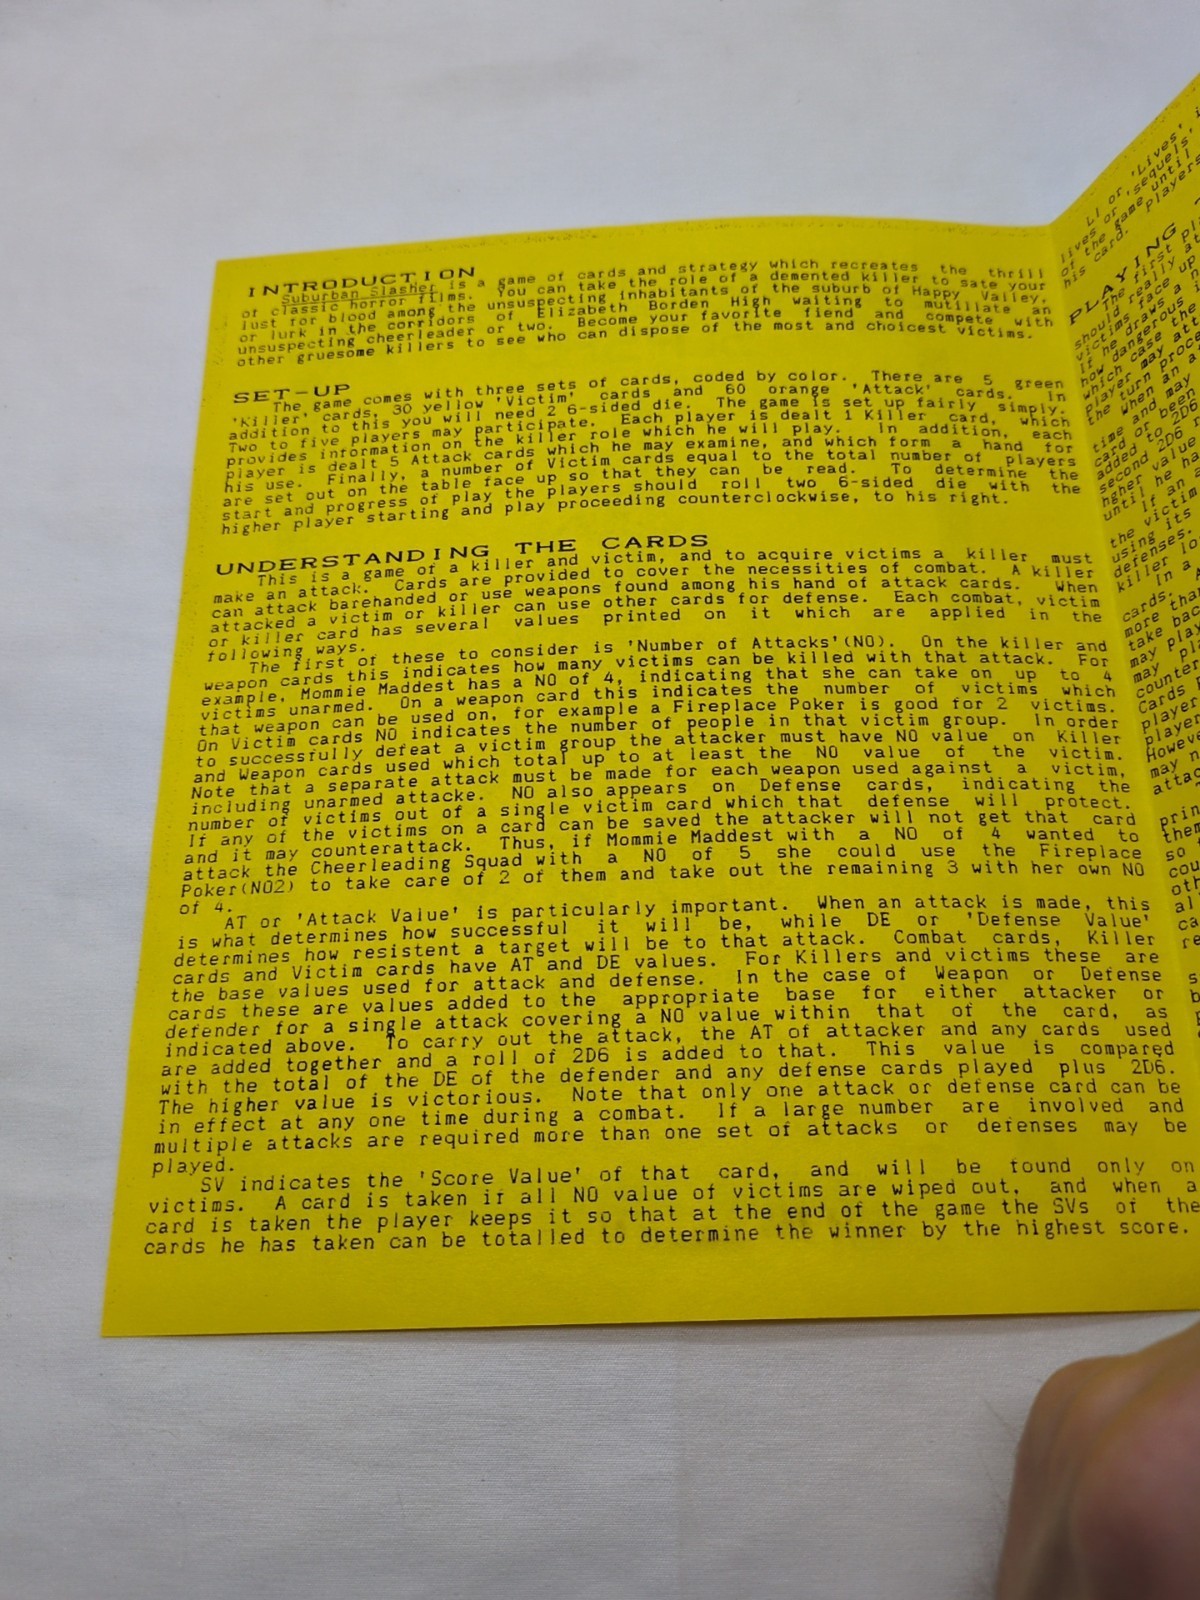 INTRODUCTION
Suburban Slasher is a game of cards and strategy which recreates the thrill
of classic horror films. You can take the role of a demented killer to sate your
lust for blood among the unsuspecting inhabitants of the suburb of Happy Valley,
or lurk in the corridors of Elizabeth Borden High waiting to mutillate an
unsuspecting cheerleader or two. Become your favorite fiend and compete with
other gruesome killers to see who can dispose of the most and choicest victims.
SET-UP
The game comes with three sets of cards, coded by color. There are 5 green
'Killer' cards, 30 yellow 'Victim' cards and 60 orange 'Attack' cards. In
addition to this you will need 2 6-sided die. The game is set up fairly simply.
Two to five players may participate. Each player is dealt 1 Killer card, which
provides information on the killer role which he will play. In addition, each
player is dealt 5 Attack cards which he may examine, and which form a hand for
his use. Finally, a number of Victim cards equal to the total number of players
are set out on the table face up so that they can be read. To determine the
start and progress of play the players should roll two 6-sided die with the
higher player starting and play proceeding counterclockwise, to his right.
UNDERSTANDING THE CARDS
This is a game of a killer and victim, and to acquire victims a killer must
make an attack. Cards are provided to cover the necessities of combat. A killer
can attack barehanded or use weapons found among his hand of attack cards. When
attacked a victim or killer can use other cards for defense. Each combat, victim
or killer card has several values printed on it which are applied in the
following ways.
The first of these to consider is 'Number of Attacks'(NO). On the killer and
weapon cards this indicates how many victims can be killed with that attack. For
example, Mommie Maddest has a NO of 4, indicating that she can take on up to 4
victims unarmed. On a weapon card this indicates the number of victims which
that weapon can be used on, for example a Fireplace Poker is good for 2 victims.
On Victim cards NO indicates the number of people in that victim group. In order
to successfully defeat a victim group the attacker must have NO value on Killer
and Weapon cards used which total up to at least the NO value of the victim.
Note that a separate attack must be made for each weapon used against a victim,
including unarmed attacke. NO also appears on Defense cards, indicating the
number of victims out of a single victim card which that defense will protect.
If any of the victims on a card can be saved the attacker will not get that card
and it may counterattack. Thus, if Mommie Maddest with a NO of 4 wanted to
attack the Cheerleading Squad with a NO of 5 she could use the Fireplace
Poker(NO2) to take care of 2 of them and take out the remaining 3 with her own NO
of 4.
AT or 'Attack Value' is particularly important. When an attack is made, this
is what determines how successful it will be, while DE or 'Defense Value'
determines how resistent a target will be to that attack. Combat cards, Killer
cards and Victim cards have AT and DE values. For Killers and victims these are
the base values used for attack and defense. In the case of Weapon or Defense
cards these are values added to the appropriate base for either attacker or
defender for a single attack covering a NO value within that of the card, as
indicated above. To carry out the attack, the AT of attacker and any cards used
are added together and a roll of 2D6 is added to that. This value is compared
with the total of the DE of the defender and any defense cards played plus 2D6.
The higher value is victorious. Note that only one attack or defense card can be
in effect at any one time during a combat. If a large number are involved and
multiple attacks are required more than one set of attacks or defenses may be
played.
SV indicates the 'Score Value' of that card, and will be found only on
victims. A card is taken if all NO value of victims are wiped out, and when a
card is taken the player keeps it so that at the end of the game the SVs of the
cards he has taken can be totalled to determine the winner by the highest score.
LI or 'Lives'
lives or 'sequels'
of the game until
his card. players
PLAYING